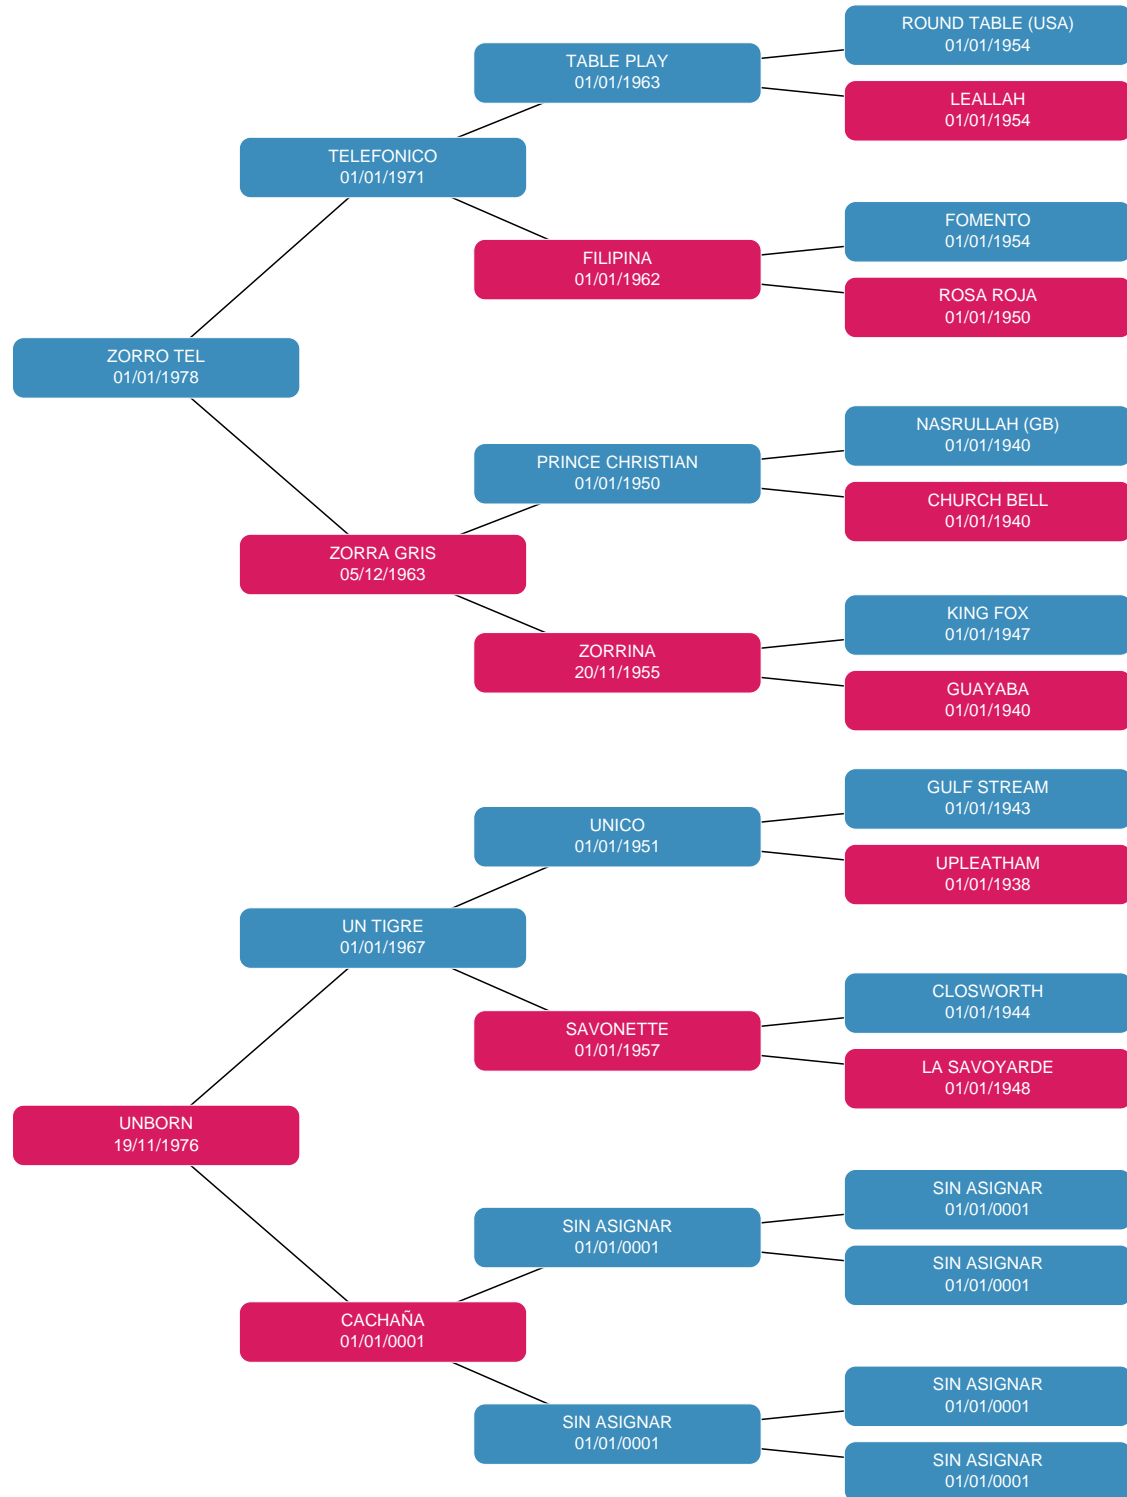 ROUND TABLE (USA)
01/01/1954
TABLE PLAY
01/01/1963
LEALLAH
01/01/1954
TELEFONICO
01/01/1971
FOMENTO
01/01/1954
FILIPINA
01/01/1962
ROSA ROJA
01/01/1950
ZORRO TEL
01/01/1978
NASRULLAH (GB)
01/01/1940
PRINCE CHRISTIAN
01/01/1950
CHURCH BELL
01/01/1940
ZORRA GRIS
05/12/1963
KING FOX
01/01/1947
ZORRINA
20/11/1955
GUAYABA
01/01/1940
GULF STREAM
01/01/1943
UNICO
01/01/1951
UPLEATHAM
01/01/1938
UN TIGRE
01/01/1967
CLOSWORTH
01/01/1944
SAVONETTE
01/01/1957
LA SAVOYARDE
01/01/1948
UNBORN
19/11/1976
SIN ASIGNAR
01/01/0001
SIN ASIGNAR
01/01/0001
SIN ASIGNAR
01/01/0001
CACHAÑA
01/01/0001
SIN ASIGNAR
01/01/0001
SIN ASIGNAR
01/01/0001
SIN ASIGNAR
01/01/0001